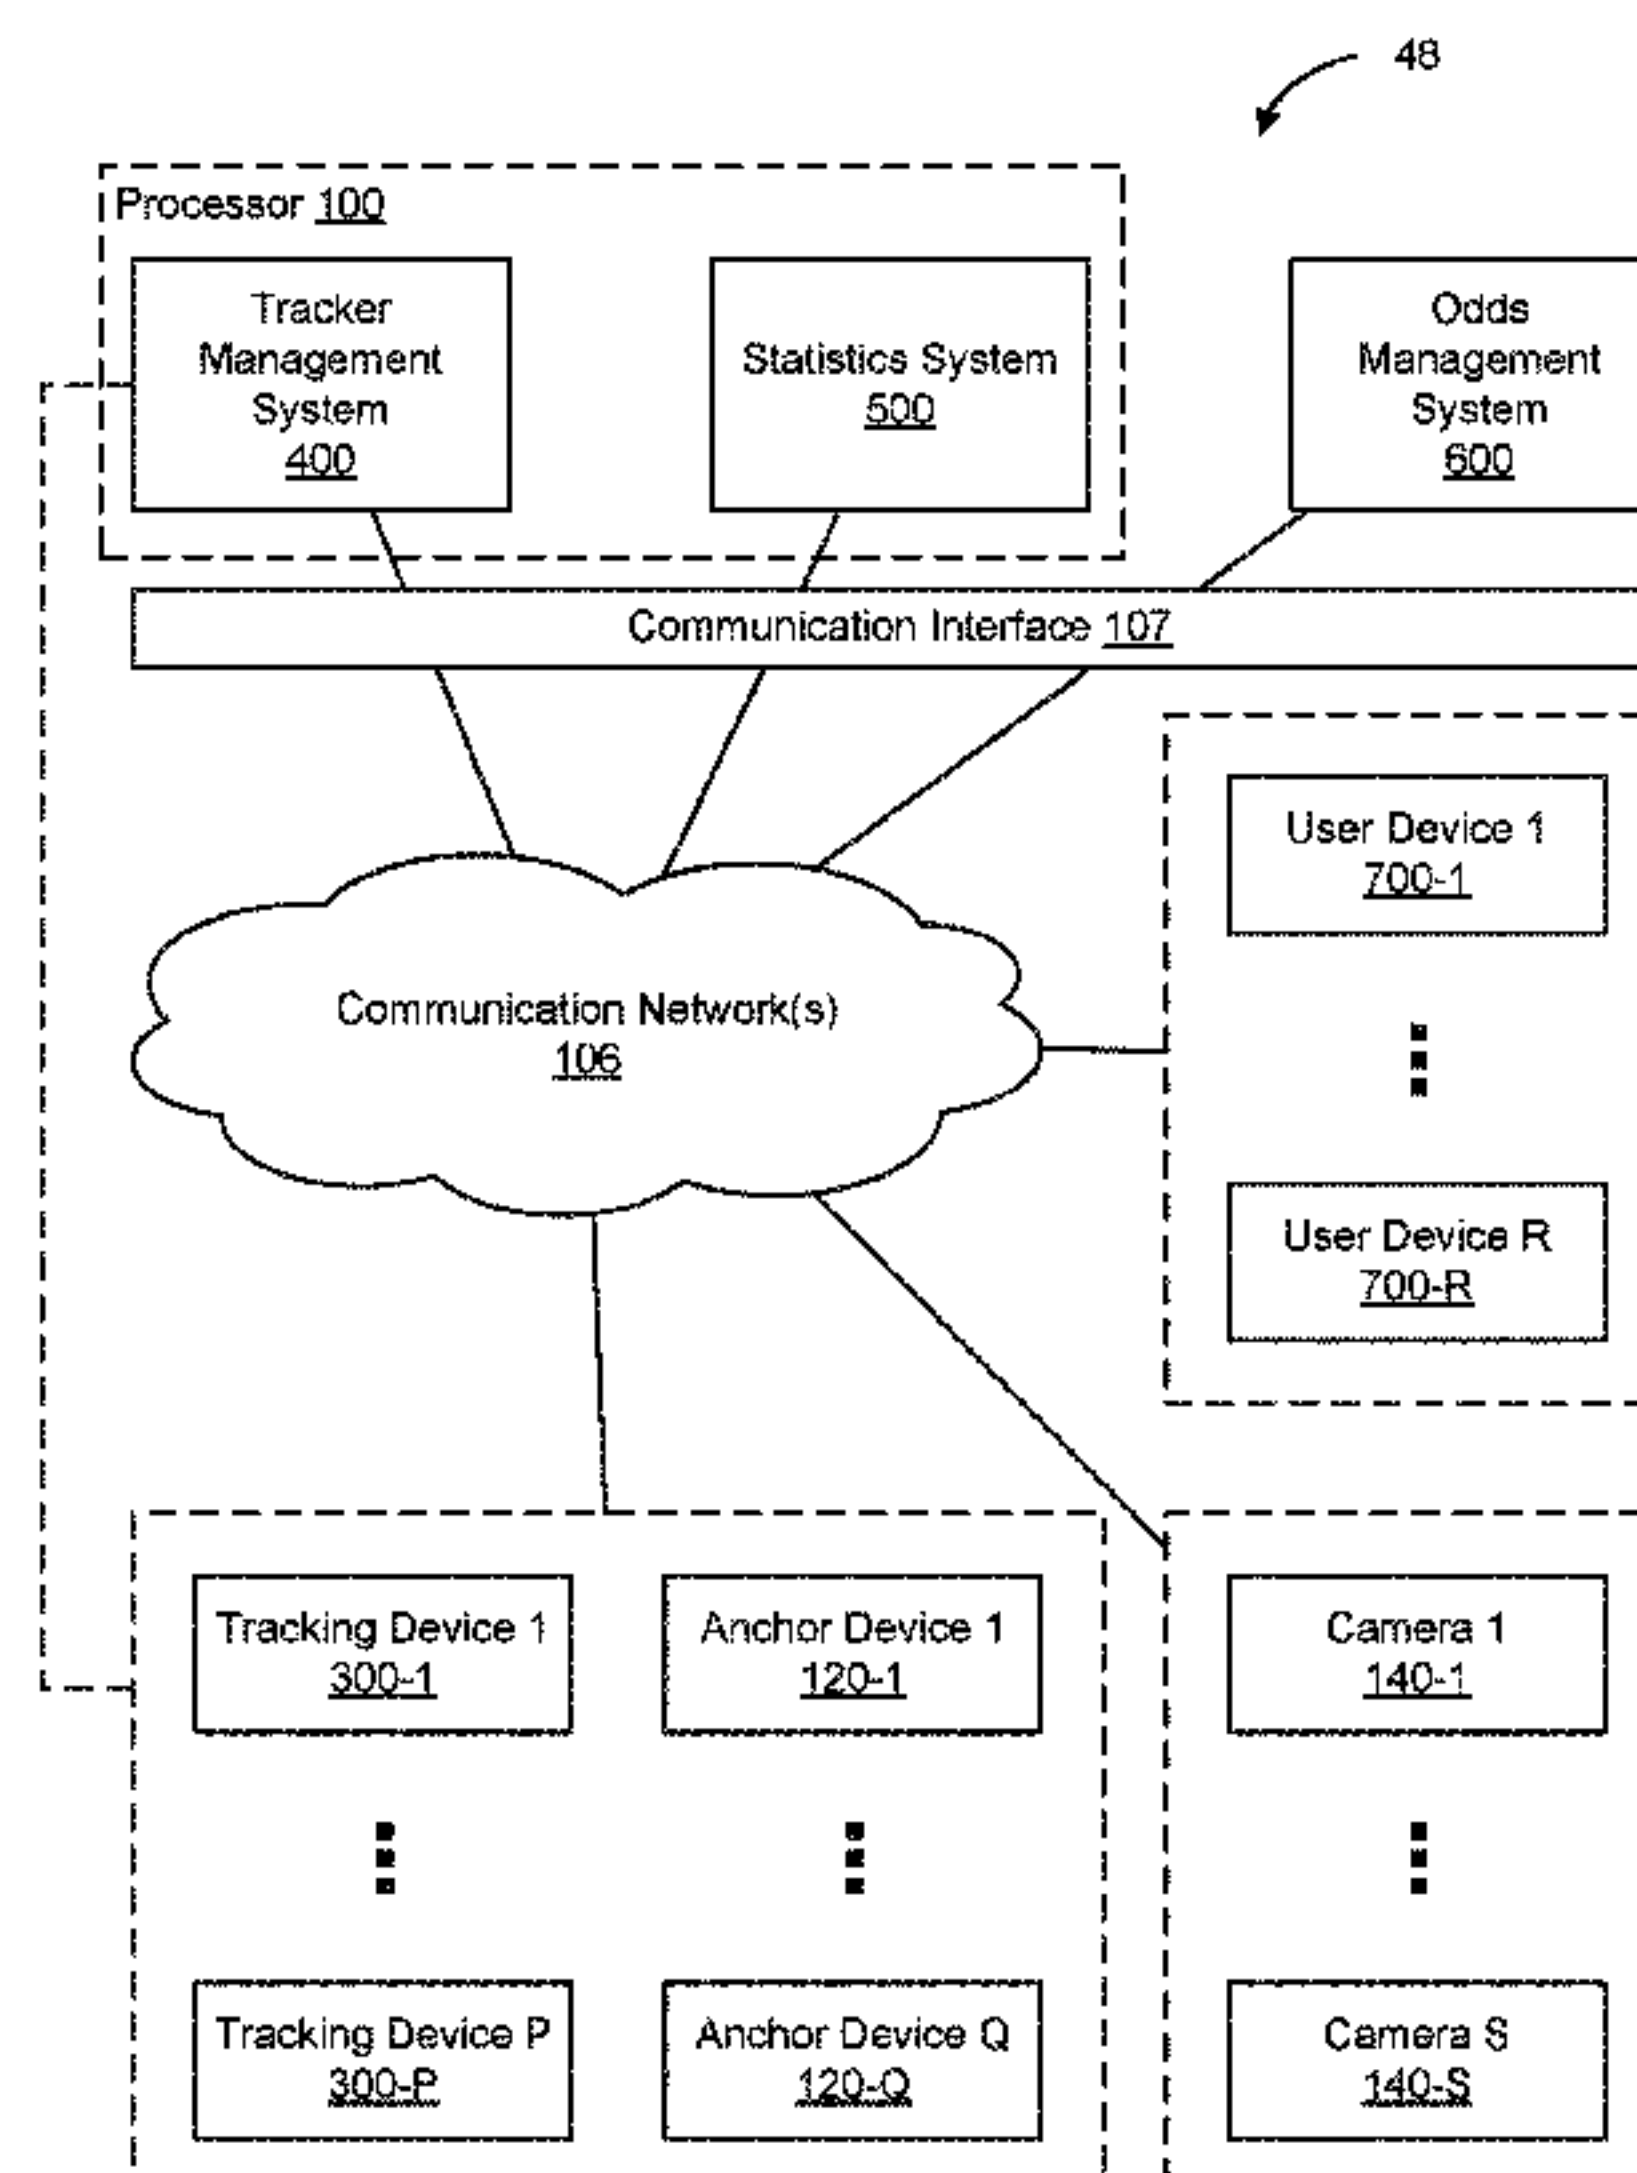 48
Processor 100
Tracker
Management
System
400
Statistics System
500
Odds
Management
System
600
Communication Interface 107
User Device 1
700-1
Communication Network(s)
106
User Device R
700-R
Tracking Device 1
300-1
Anchor Device 1
120-1
Camera 1
140-1
Tracking Device P
300-P
Anchor Device Q
120-Q
Camera S
140-S